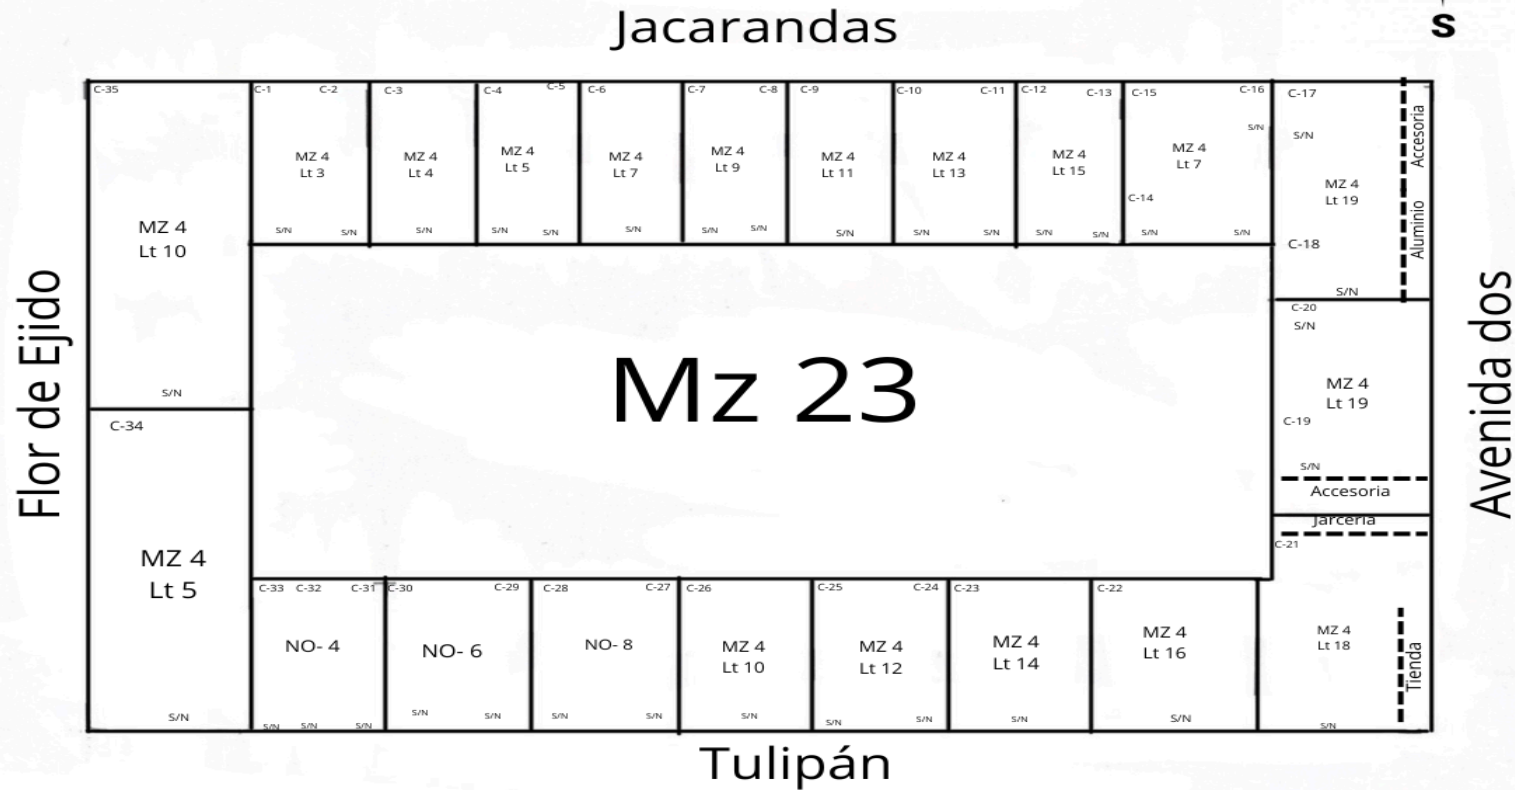 Jacarandas
S
C-35
C-1 C-2
C-3
C-4 C-5
C-6
C-7 C-8
C-9
C-10 C-11
C-12 C-13
C-15 C-16
C-17
S/N
S/N
Accesoria
MZ 4
Lt 3
MZ 4
Lt 4
MZ 4
Lt 5
MZ 4
Lt 7
MZ 4
Lt 9
MZ 4
Lt 11
MZ 4
Lt 13
MZ 4
Lt 15
MZ 4
Lt 7
C-14
MZ 4
Lt 19
Aluminio
MZ 4
Lt 10
S/N S/N
S/N
S/N S/N
S/N
S/N S/N
S/N
S/N S/N
S/N S/N
S/N S/N
C-18
S/N
Flor de Ejido
Mz 23
Avenida dos
C-20
S/N
MZ 4
Lt 19
C-19
S/N
Accesoria
Jarceria
C-21
S/N
C-34
MZ 4
Lt 5
S/N
C-33 C-32 C-31
C-30 C-29
C-28 C-27
C-26
C-25 C-24
C-23
C-22
NO- 4
NO- 6
NO- 8
MZ 4
Lt 10
MZ 4
Lt 12
MZ 4
Lt 14
MZ 4
Lt 16
MZ 4
Lt 18
Tienda
S/N S/N S/N
S/N S/N
S/N S/N
S/N
S/N S/N
S/N
S/N
S/N
Tulipán